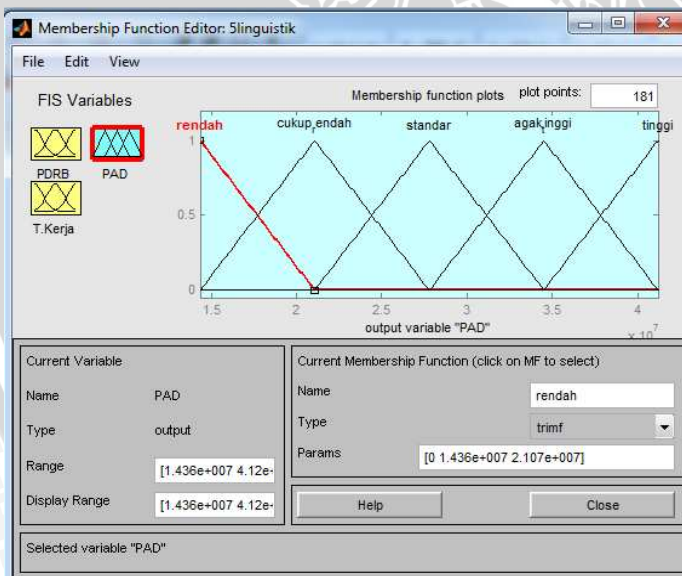 Membership Function Editor: 5linguistik
File Edit View
FIS Variables
Membership function plots plot points: 181
rendah cukup_rendah standar agak_tinggi tinggi
PDRB PAD
T.Kerja
1
0.5
0
1.5 2 2.5 3 3.5 4
x 10^7
output variable "PAD"
Current Variable
Name PAD
Type output
Range [1.436e+007 4.12e+
Display Range [1.436e+007 4.12e+
Current Membership Function (click on MF to select)
Name rendah
Type trimf
Params [0 1.436e+007 2.107e+007]
Help Close
Selected variable "PAD"